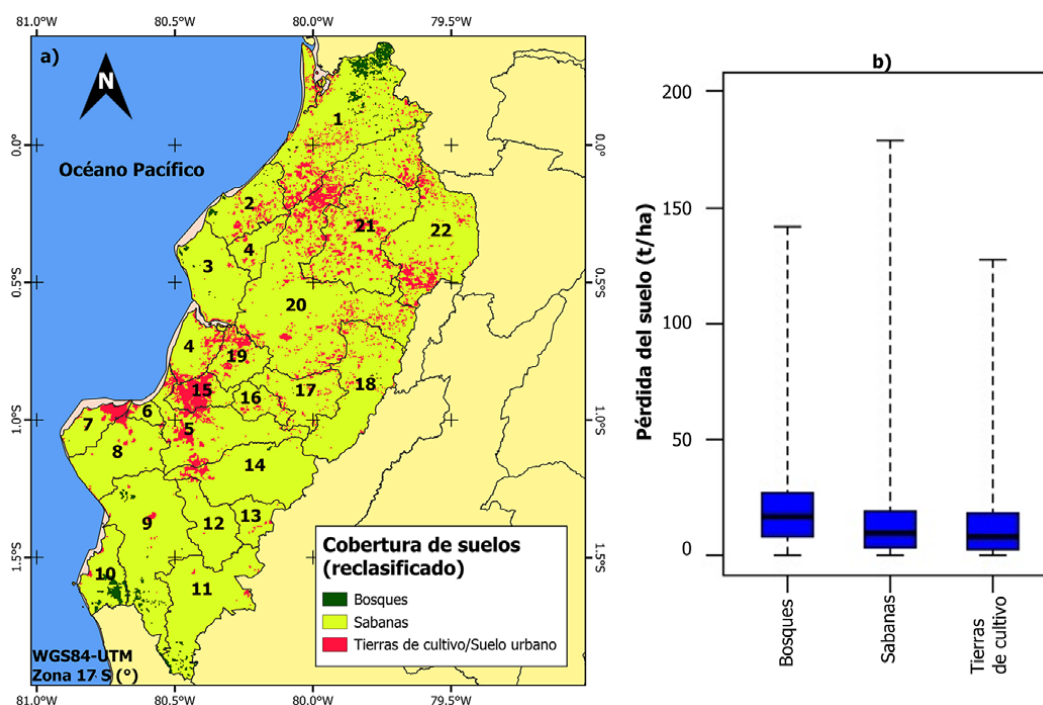 81.0°W 80.5°W 80.0°W 79.5°W
a)
N
Océano Pacífico
0.0°
0.5°S
1.0°S
1.5°S
0.0°
0.5°S
1.0°S
1.5°S
1
2
21
22
4
3
20
4
19
15
16
17
18
6
7
5
8
14
9
12
13
10
11
Cobertura de suelos
(reclasificado)
Bosques
Sabanas
Tierras de cultivo/Suelo urbano
WGS84-UTM
Zona 17 S (°)
81.0°W 80.5°W 80.0°W 79.5°W
b)
Pérdida del suelo (t/ha)
200
150
100
50
0
Bosques
Sabanas
Tierras
de cultivo